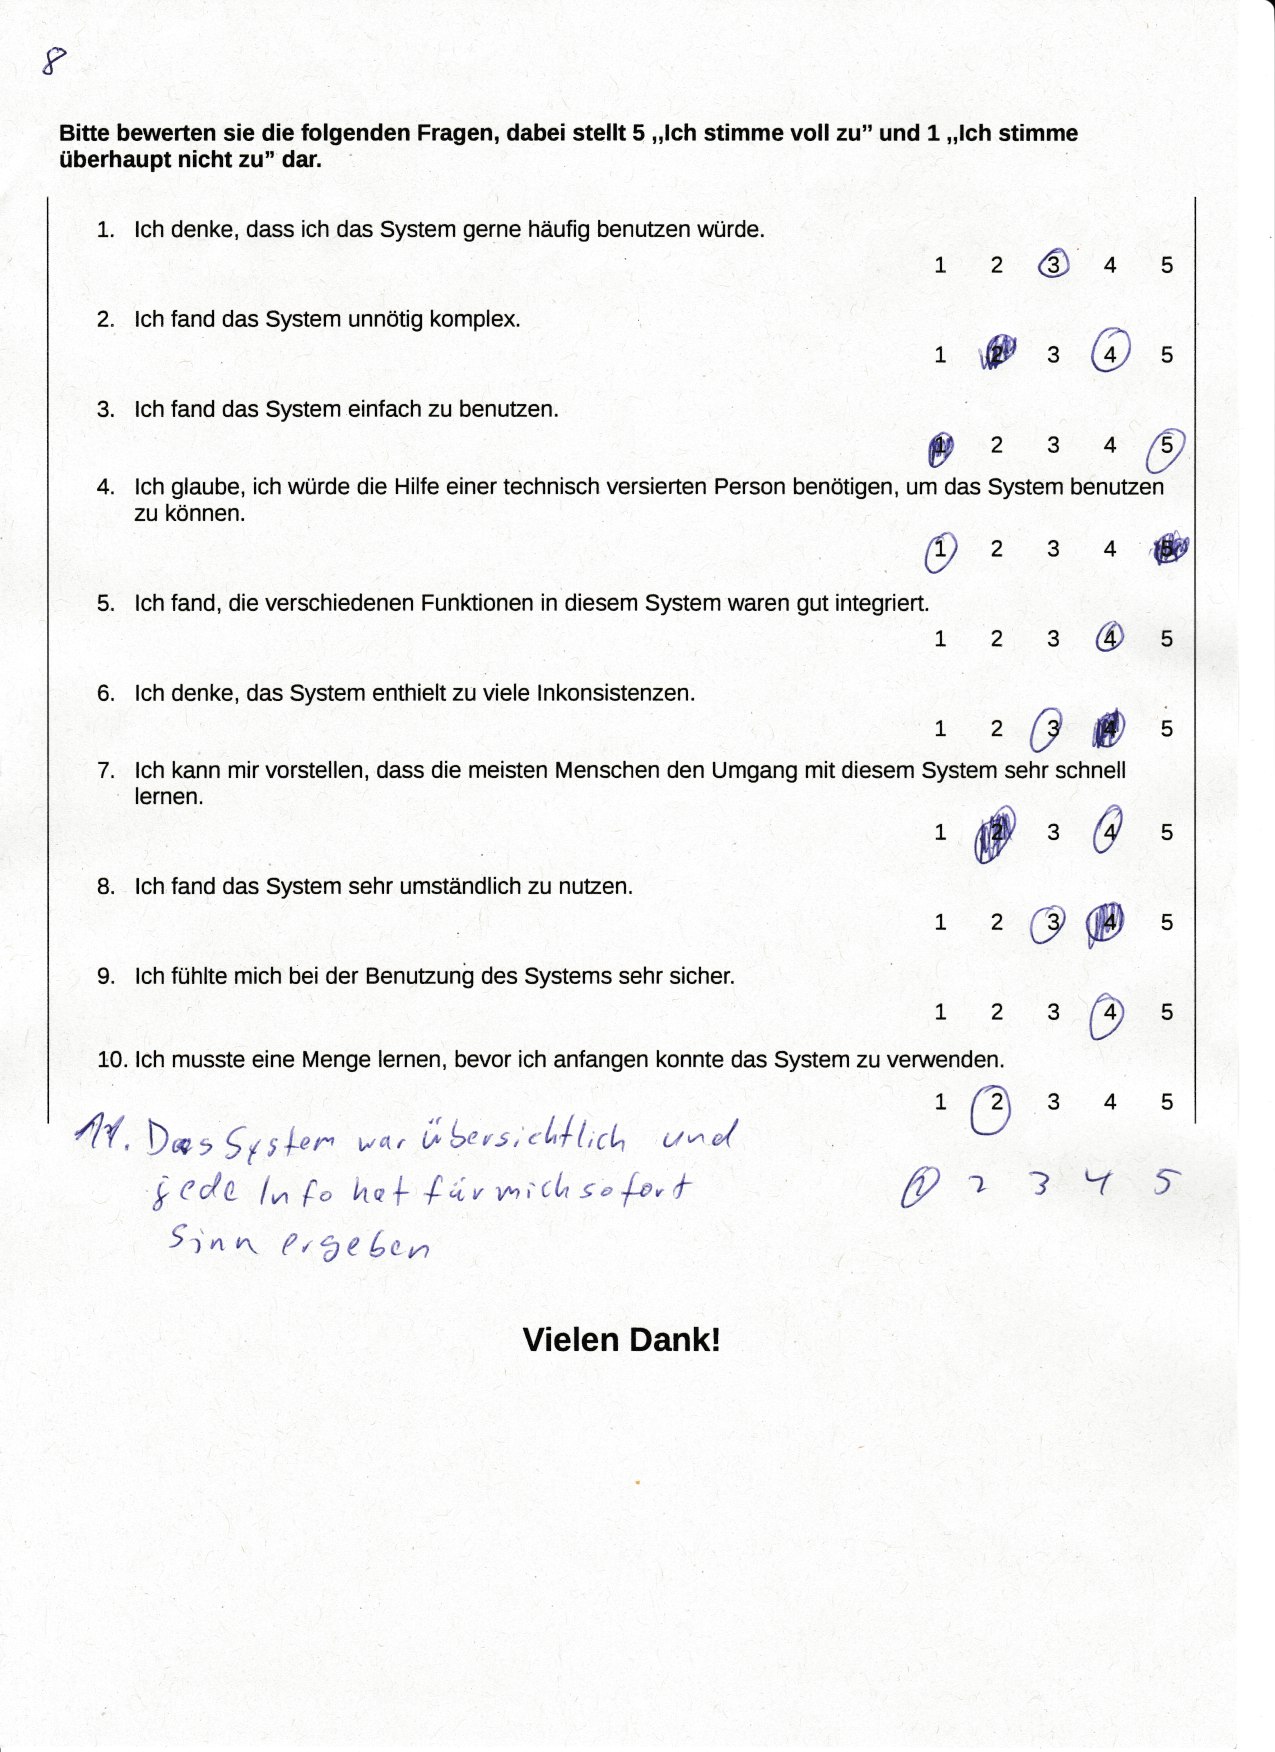 8
Bitte bewerten sie die folgenden Fragen, dabei stellt 5 ,,Ich stimme voll zu” und 1 ,,Ich stimme
überhaupt nicht zu” dar.
1. Ich denke, dass ich das System gerne häufig benutzen würde.
1 2 3 4 5
2. Ich fand das System unnötig komplex.
1 2 3 4 5
3. Ich fand das System einfach zu benutzen.
1 2 3 4 5
4. Ich glaube, ich würde die Hilfe einer technisch versierten Person benötigen, um das System benutzen
zu können.
1 2 3 4 5
5. Ich fand, die verschiedenen Funktionen in diesem System waren gut integriert.
1 2 3 4 5
6. Ich denke, das System enthielt zu viele Inkonsistenzen.
1 2 3 4 5
7. Ich kann mir vorstellen, dass die meisten Menschen den Umgang mit diesem System sehr schnell
lernen.
1 2 3 4 5
8. Ich fand das System sehr umständlich zu nutzen.
1 2 3 4 5
9. Ich fühlte mich bei der Benutzung des Systems sehr sicher.
1 2 3 4 5
10. Ich musste eine Menge lernen, bevor ich anfangen konnte das System zu verwenden.
1 2 3 4 5
11. Das System war übersichtlich und
jede Info hat für mich sofort
1 2 3 4 5
Sinn ergeben
Vielen Dank!